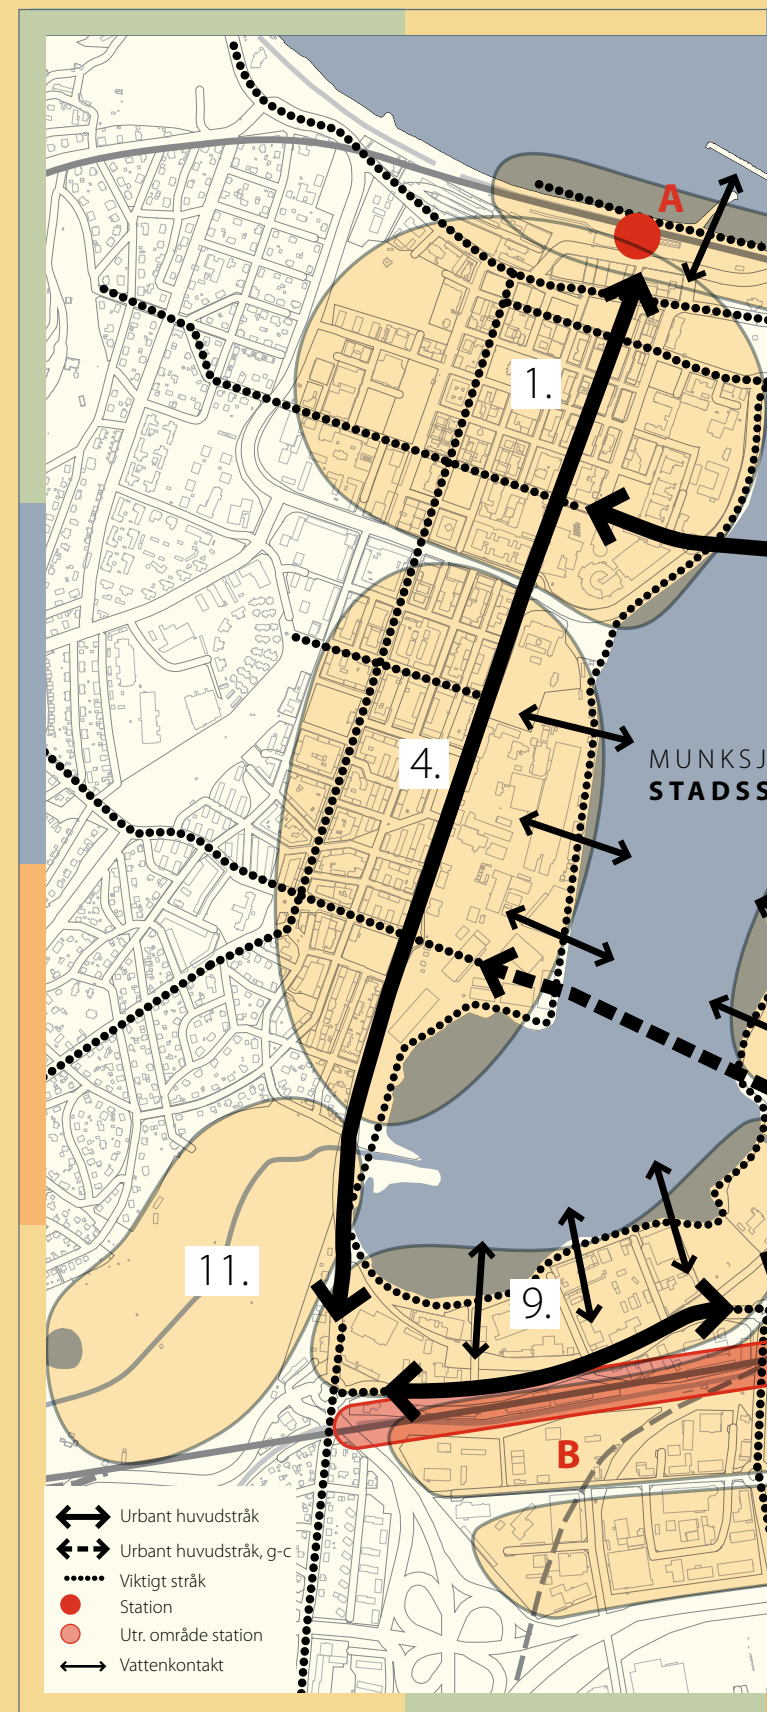 A
1.
4.
MUNKSJ
STADSS
11.
9.
B
Urbant huvudstråk
Urbant huvudstråk, g-c
Viktigt stråk
Station
Utr. område station
Vattenkontakt